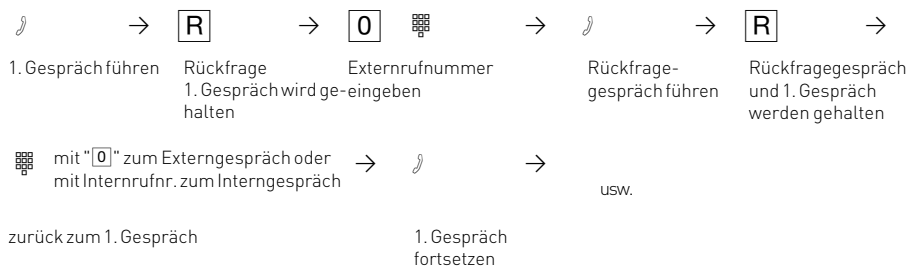 R 0 R
1. Gespräch führen Rückfrage Externrufnummer Rückfrage- Rückfragegespräch
1. Gespräch wird ge- eingeben gespräch führen und 1. Gespräch
halten werden gehalten
mit "0" zum Externgespräch oder
mit Internrufnr. zum Interngespräch
usw.
zurück zum 1. Gespräch 1. Gespräch
fortsetzen